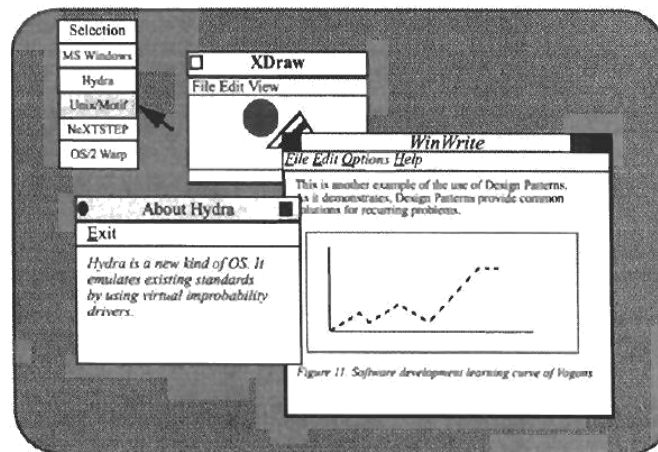 Selection
MS Windows
Hydra
Unix/Motif
NeXTSTEP
OS/2 Warp
XDraw
File Edit View
WinWrite
File Edit Options Help
This is another example of the use of Design Patterns.
As it demonstrates, Design Patterns provide common
solutions for recurring problems.
Figure 11. Software development learning curve of Vogons
About Hydra
Exit
Hydra is a new kind of OS. It
emulates existing standards
by using virtual improbability
drivers.